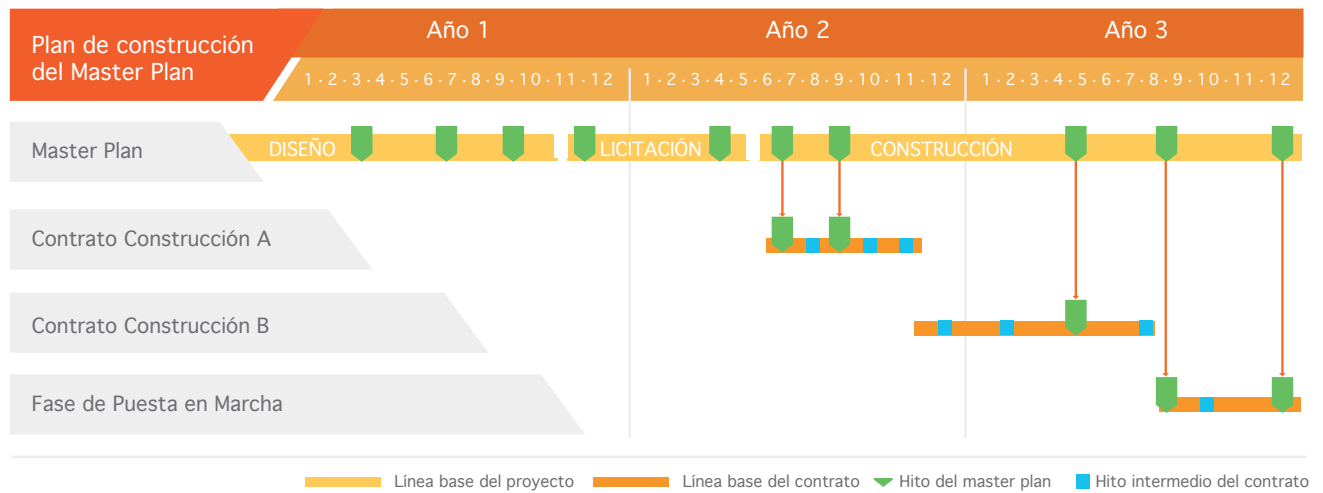 Plan de construcción
del Master Plan
Año 1
Año 2
Año 3
1 · 2 · 3 · 4 · 5 · 6 · 7 · 8 · 9 · 10 · 11 · 12
1 · 2 · 3 · 4 · 5 · 6 · 7 · 8 · 9 · 10 · 11 · 12
1 · 2 · 3 · 4 · 5 · 6 · 7 · 8 9 · 10 · 11 · 12
Master Plan
DISEÑO
LICITACIÓN
CONSTRUCCIÓN
Contrato Construcción A
Contrato Construcción B
Fase de Puesta en Marcha
Línea base del proyecto
Línea base del contrato
Hito del master plan
Hito intermedio del contrato